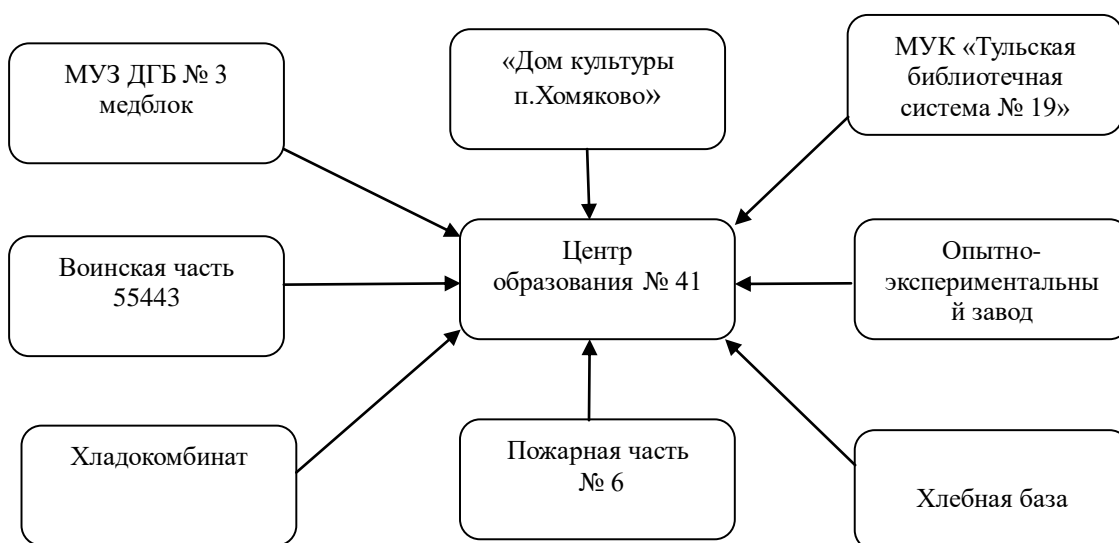 МУЗ ДГБ № 3
медблок
«Дом культуры
п.Хомяково»
МУК «Тульская
библиотечная
система № 19»
Воинская часть
55443
Центр
образования № 41
Опытно-
экспериментальны
й завод
Хладокомбинат
Пожарная часть
№ 6
Хлебная база